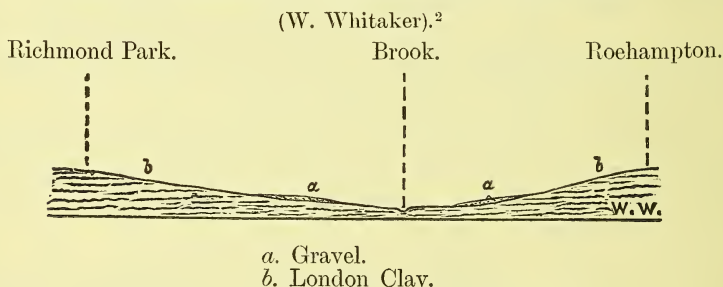 (W. Whitaker).²
Richmond Park. Brook. Roehampton.
b a a b
W. W.
a. Gravel.
b. London Clay.